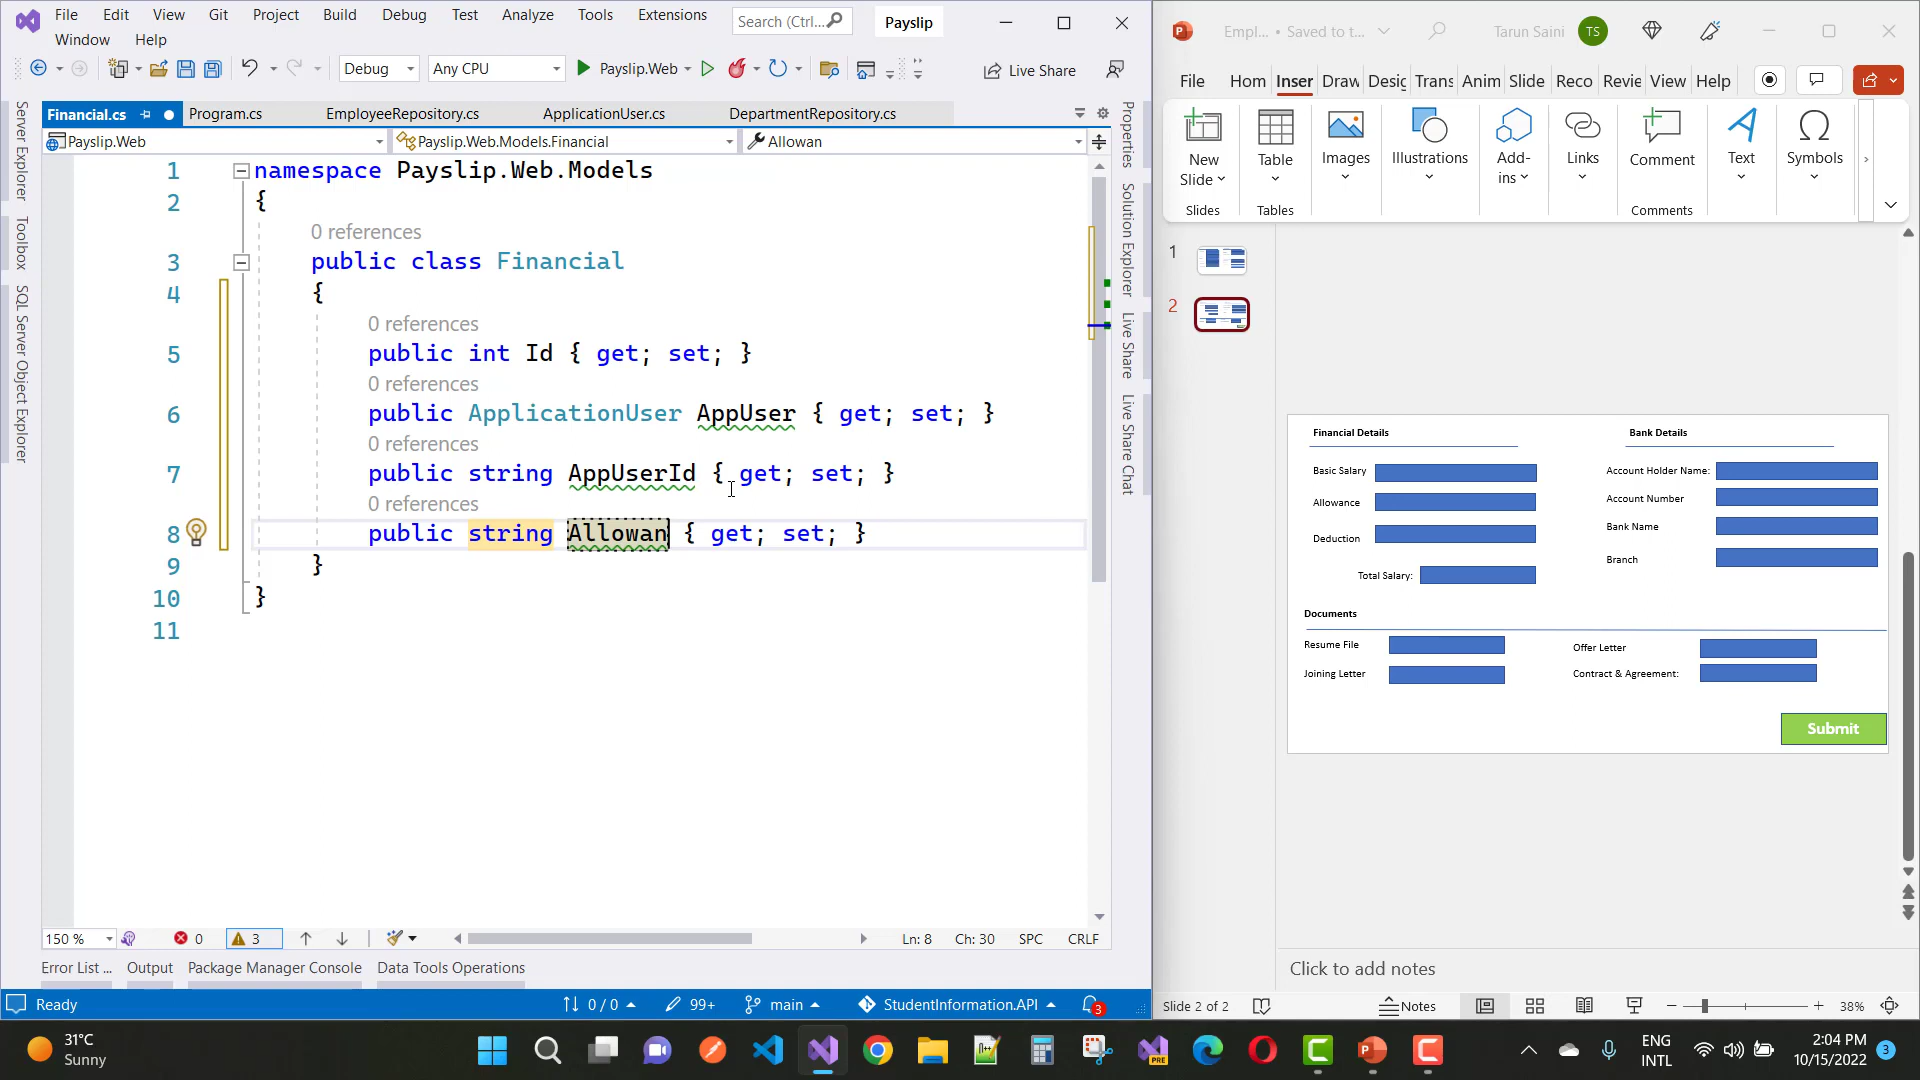 File Edit View Git Project Build Debug Test Analyze Tools Extensions
Window Help
Search (Ctrl...
Payslip
Debug Any CPU Payslip.Web Live Share
Server Explorer
Toolbox
SQL Server Object Explorer
Financial.cs Program.cs EmployeeRepository.cs ApplicationUser.cs DepartmentRepository.cs
Payslip.Web Payslip.Web.Models.Financial Allowan
1 namespace Payslip.Web.Models
2 {
0 references
3 public class Financial
4 {
0 references
5 public int Id { get; set; }
0 references
6 public ApplicationUser AppUser { get; set; }
0 references
7 public string AppUserId { get; set; }
0 references
8 public string Allowan { get; set; }
9 }
10 }
11
150 % 0 3 Ln: 8 Ch: 30 SPC CRLF
Error List ... Output Package Manager Console Data Tools Operations
Ready 0 / 0 99+ main StudentInformation.API 3
Properties
Solution Explorer
Live Share
Live Share Chat
Empl... • Saved to t... Tarun Saini TS
File Hom Inser Draw Desig Trans Anim Slide Reco Revie View Help
New Slide Table Images Illustrations Add-ins Links Comment Text Symbols
Slides Tables Comments
1
2
Financial Details Bank Details
Basic Salary Account Holder Name:
Allowance Account Number
Deduction Bank Name
Total Salary: Branch
Documents
Resume File Offer Letter
Joining Letter Contract & Agreement:
Submit
Click to add notes
Slide 2 of 2 Notes 38%
31°C
Sunny
PRE
ENG
INTL
2:04 PM
10/15/2022
3